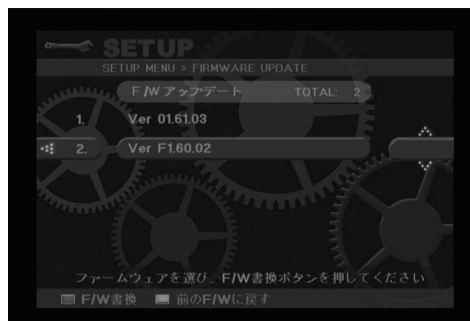 SETUP
SETUP MENU > FIRMWARE UPDATE
F/Wアップデート TOTAL: 2
1. Ver 01.61.03
2. Ver F1.60.02
ファームウェアを選び、F/W書換ボタンを押してください
F/W書換 前のF/Wに戻す